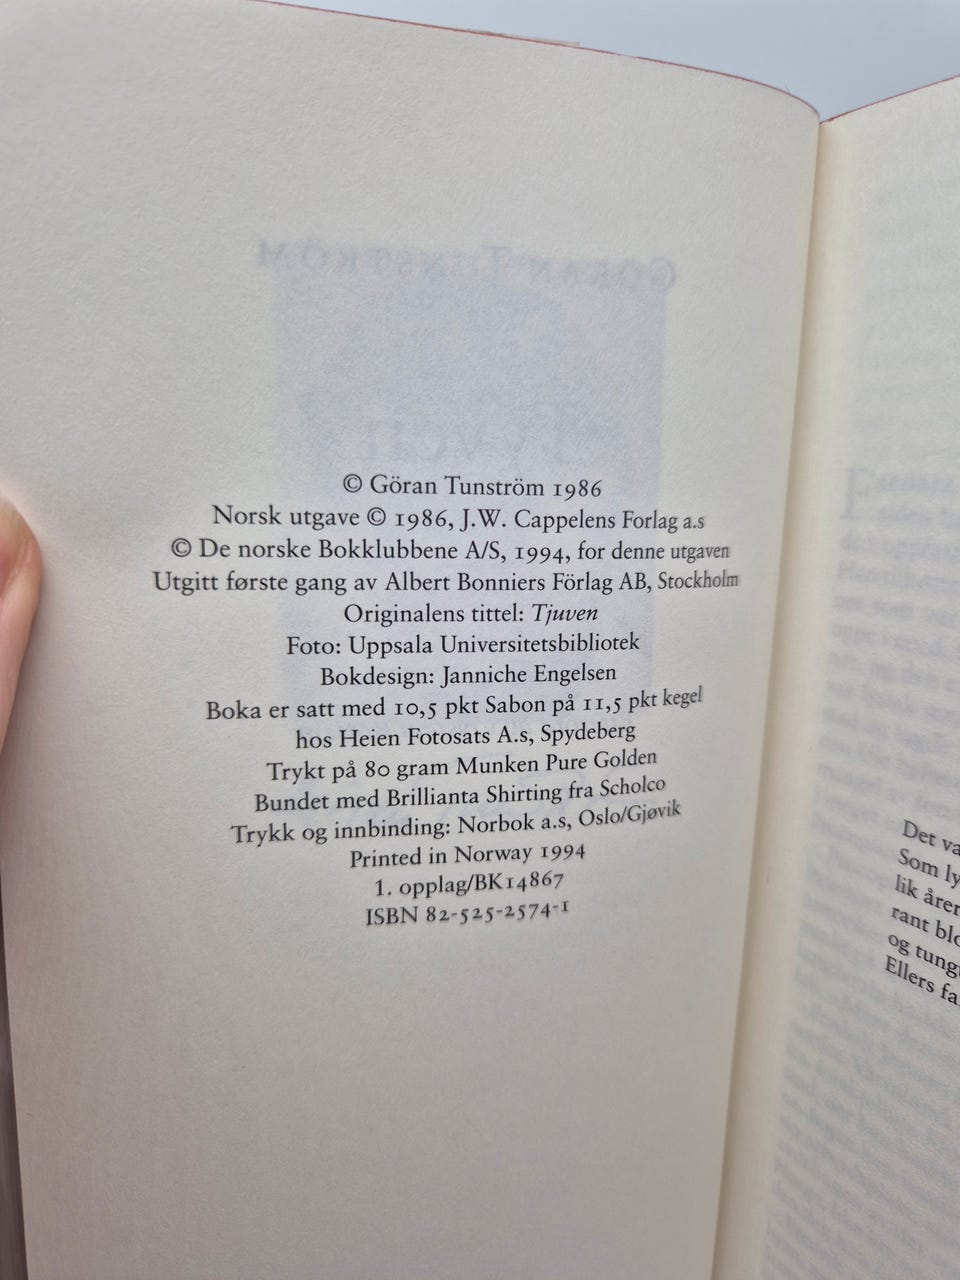 © Göran Tunström 1986
Norsk utgave © 1986, J.W. Cappelens Forlag a.s
© De norske Bokklubbene A/S, 1994, for denne utgaven
Utgitt første gang av Albert Bonniers Förlag AB, Stockholm
Originalens tittel: Tjuven
Foto: Uppsala Universitetsbibliotek
Bokdesign: Janniche Engelsen
Boka er satt med 10,5 pkt Sabon på 11,5 pkt kegel
hos Heien Fotosats A.s, Spydeberg
Trykt på 80 gram Munken Pure Golden
Bundet med Brillianta Shirting fra Scholco
Trykk og innbinding: Norbok a.s, Oslo/Gjøvik
Printed in Norway 1994
1. opplag/BK14867
ISBN 82-525-2574-1
Det va
Som ly
lik årer
rant blo
og tung
Ellers fa